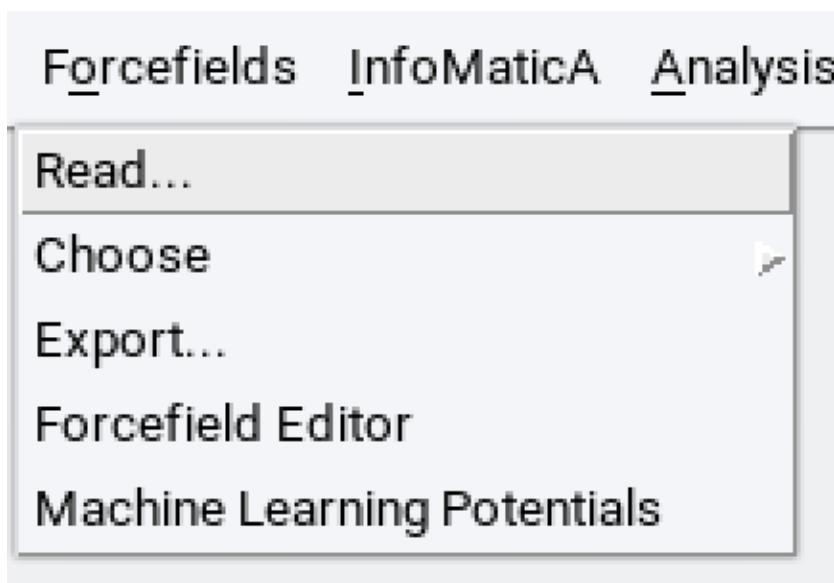 Forcefields InfoMaticA Analysis
Read...
Choose
Export...
Forcefield Editor
Machine Learning Potentials